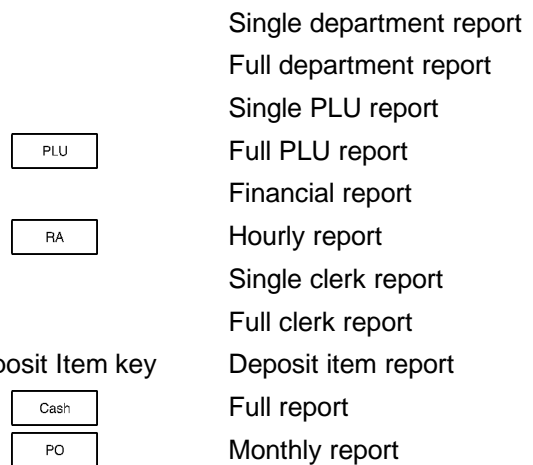 Single department report
Full department report
Single PLU report
PLU Full PLU report
Financial report
RA Hourly report
Single clerk report
Full clerk report
Item key Deposit item report
Cash Full report
PO Monthly report